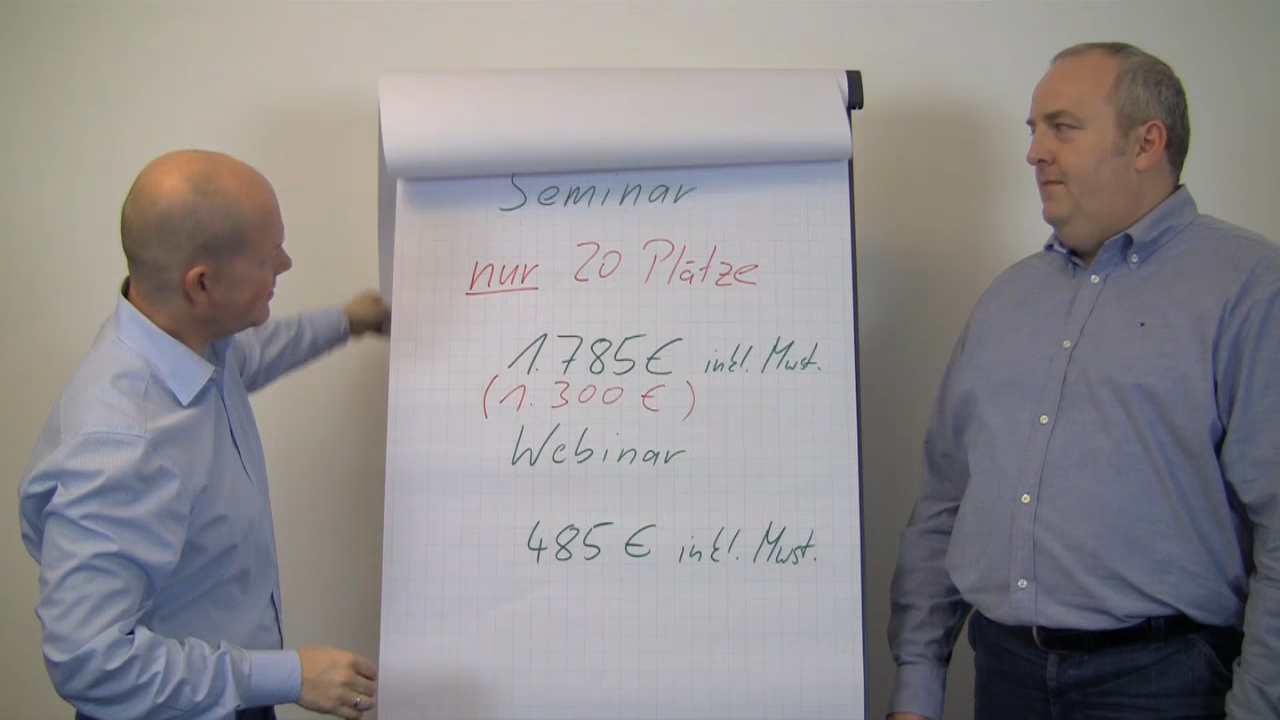 Seminar
nur 20 Plätze
1.785€ inkl. Mwst.
(1.300 €)
Webinar
485 € inkl. Mwst.